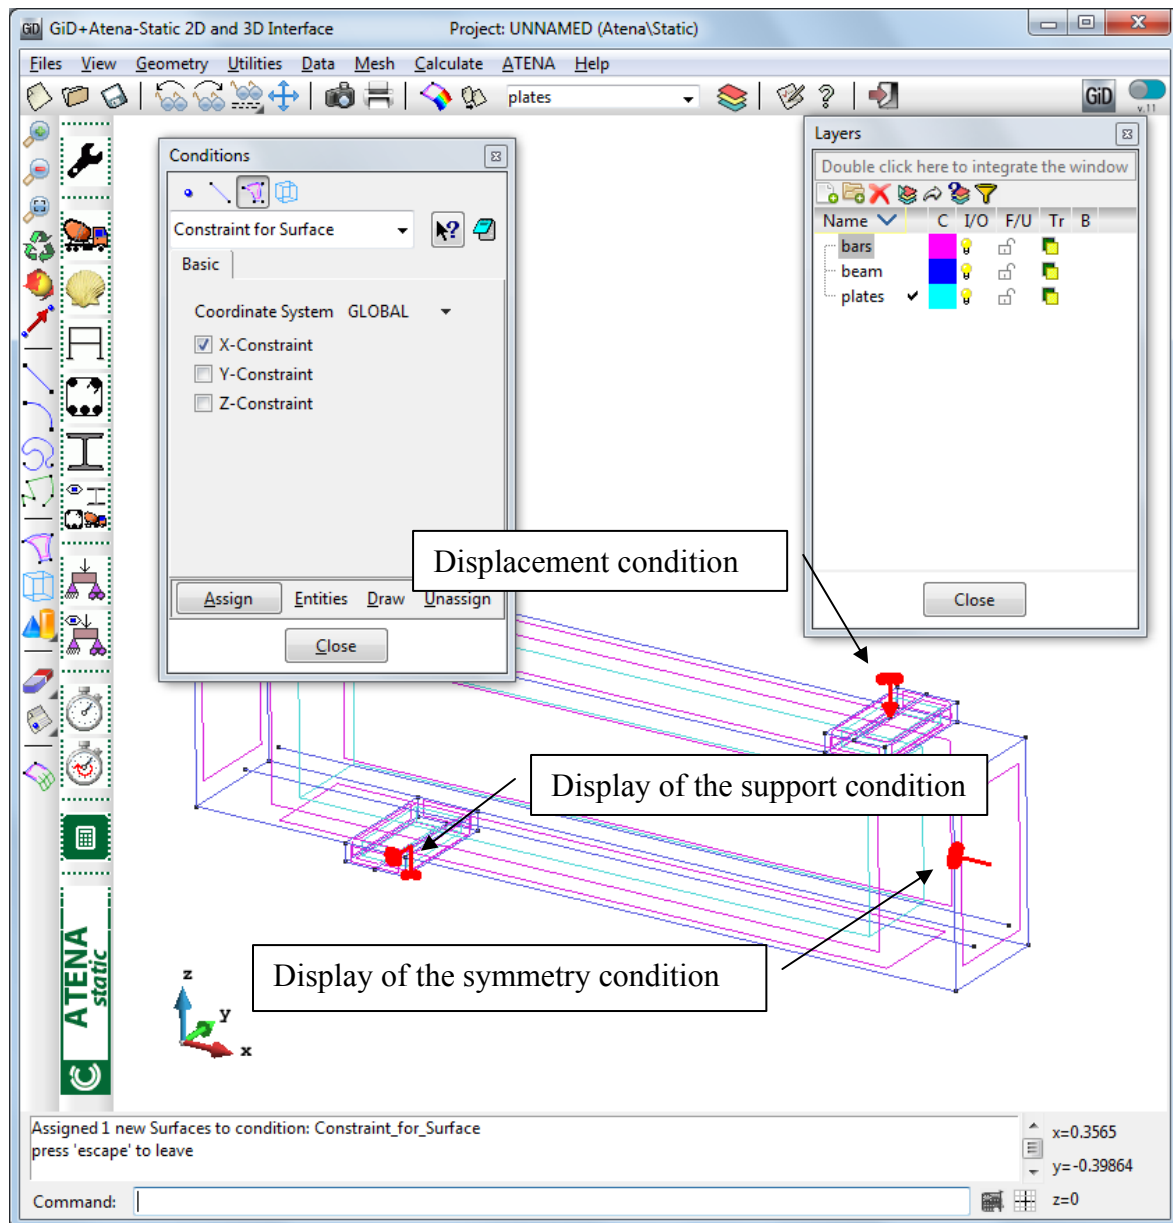 GiD GiD+Atena-Static 2D and 3D Interface Project: UNNAMED (Atena\Static)
Files View Geometry Utilities Data Mesh Calculate ATENA Help
plates
GiD
v.11
Conditions
Constraint for Surface
Basic
Coordinate System GLOBAL
X-Constraint
Y-Constraint
Z-Constraint
Assign Entities Draw Unassign
Close
Layers
Double click here to integrate the window
Name C I/O F/U Tr B
bars
beam
plates
Close
Displacement condition
Display of the support condition
Display of the symmetry condition
z
y
x
ATENA
static
Assigned 1 new Surfaces to condition: Constraint_for_Surface
press 'escape' to leave
x=0.3565
y=-0.39864
z=0
Command: